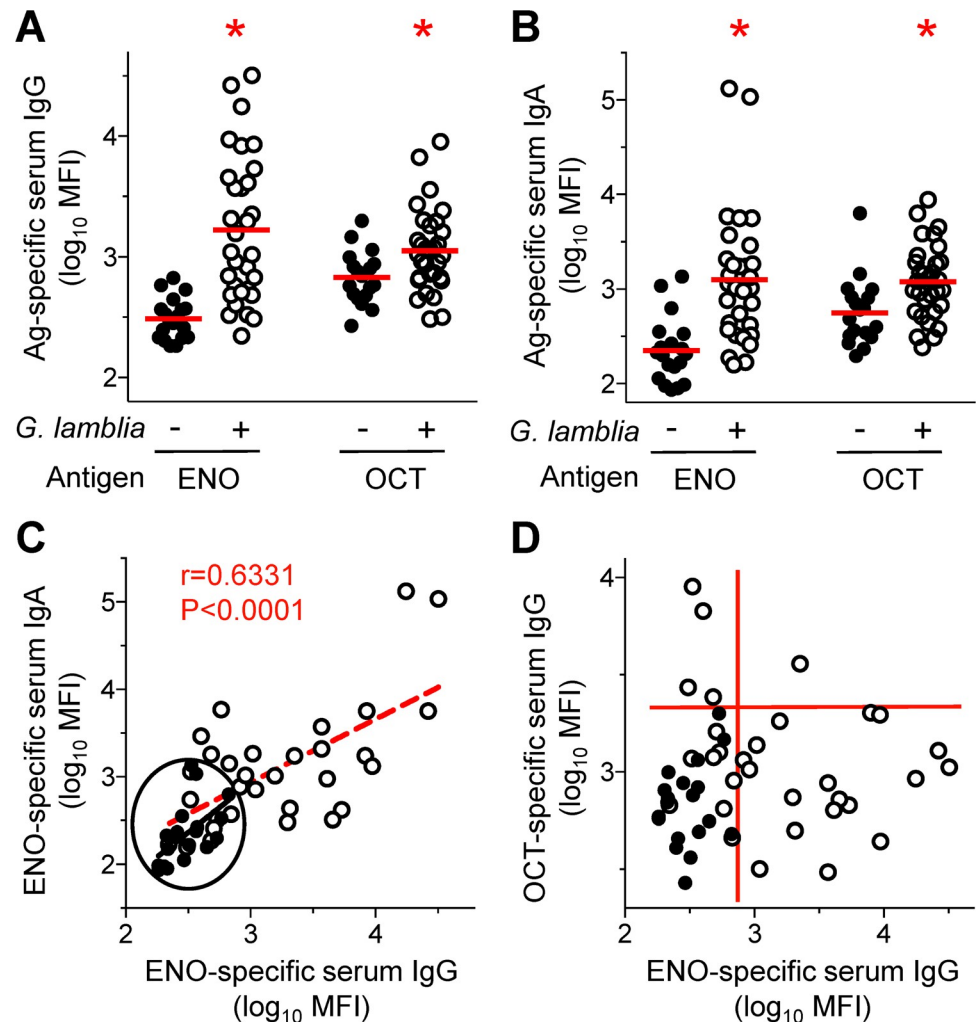 A
*
*
Ag-specific serum IgG
(log10 MFI)
4
3
2
G. lamblia - + - +
Antigen ENO OCT
B
*
*
Ag-specific serum IgA
(log10 MFI)
5
4
3
2
G. lamblia - + - +
Antigen ENO OCT
C
r=0.6331
P<0.0001
ENO-specific serum IgA
(log10 MFI)
5
4
3
2
2 3 4
ENO-specific serum IgG
(log10 MFI)
D
OCT-specific serum IgG
(log10 MFI)
4
3
2 3 4
ENO-specific serum IgG
(log10 MFI)